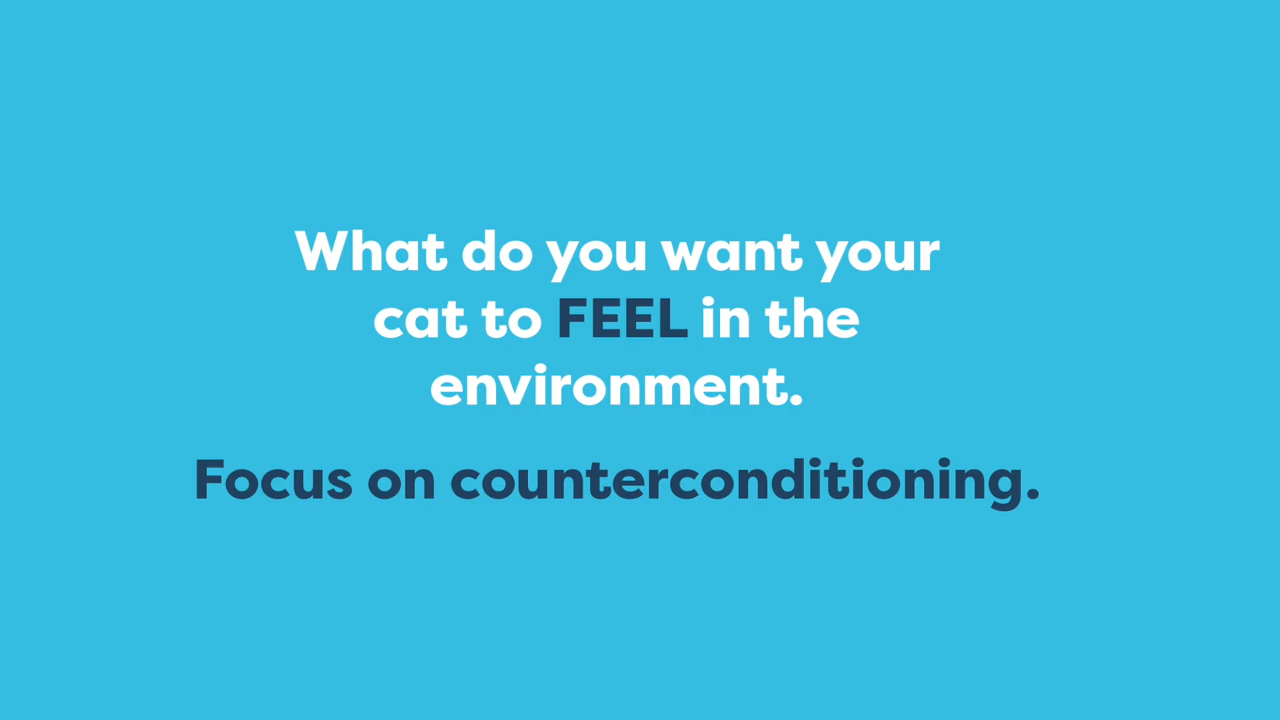 What do you want your
cat to FEEL in the
environment.
Focus on counterconditioning.